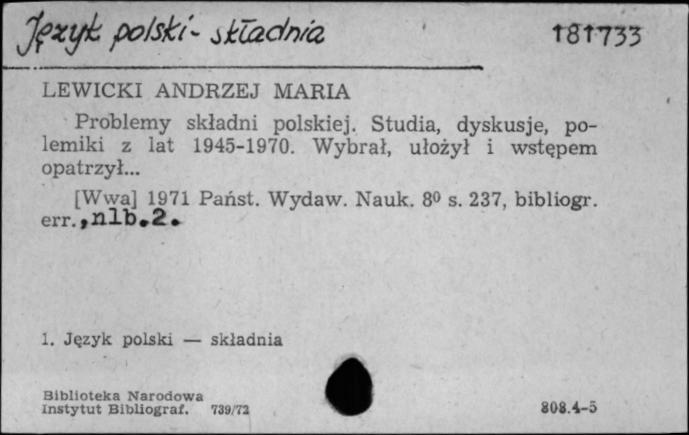 Język polski - składnia 181733
LEWICKI ANDRZEJ MARIA
Problemy składni polskiej. Studia, dyskusje, po-
lemiki z lat 1945-1970. Wybrał, ułożył i wstępem
opatrzył...
[Wwa] 1971 Państ. Wydaw. Nauk. 8º s. 237, bibliogr.
err., nlb.2.
1. Język polski — składnia
Biblioteka Narodowa
Instytut Bibliograf. 739/72 808.4-5